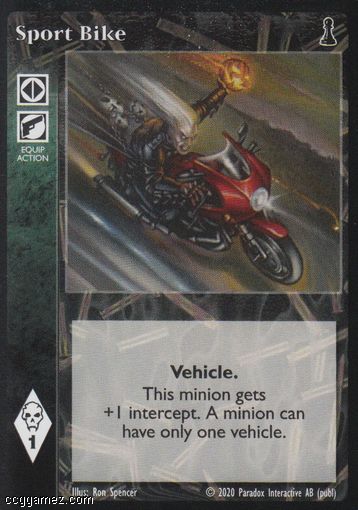 Sport Bike
EQUIP
ACTION
Vehicle.
This minion gets
+1 intercept. A minion can
have only one vehicle.
1
Illus: Ron Spencer © 2020 Paradox Interactive AB (publ)
ccggamez.com